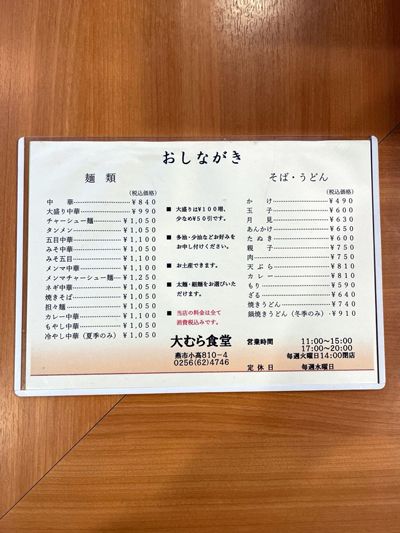 おしながき
麺類
(税込価格)
中華 ¥840
大盛り中華 ¥990
チャーシュー麺 ¥1,050
タンメン ¥1,050
五目中華 ¥1,100
みそ中華 ¥1,050
みそ五目 ¥1,100
メンマ中華 ¥1,100
メンマチャーシュー麺 ¥1,250
ネギ中華 ¥1,050
焼きそば ¥1,050
担々麺 ¥1,050
カレー中華 ¥1,100
もやし中華 ¥1,050
冷やし中華(夏季のみ) ¥1,050
■ 大盛りは¥100増、
少なめ¥50引です。
■ 多油・少油などお好みを
お申し付けください。
■ お土産できます。
■ 太麺・細麺をお選びいた
だけます。
■ 当店の料金は全て
消費税込みです。
そば・うどん
(税込価格)
かけ ¥490
玉子 ¥600
月見 ¥630
あんかけ ¥650
たぬき ¥600
親子 ¥750
肉 ¥750
天ぷら ¥810
カレー ¥810
もり ¥590
ざる ¥640
焼きうどん ¥740
鍋焼きうどん(冬季のみ) ¥910
大むら食堂
燕市小高810-4
0256(62)4746
営業時間 11:00~15:00
17:00~20:00
毎週火曜日14:00閉店
定休日 毎週水曜日